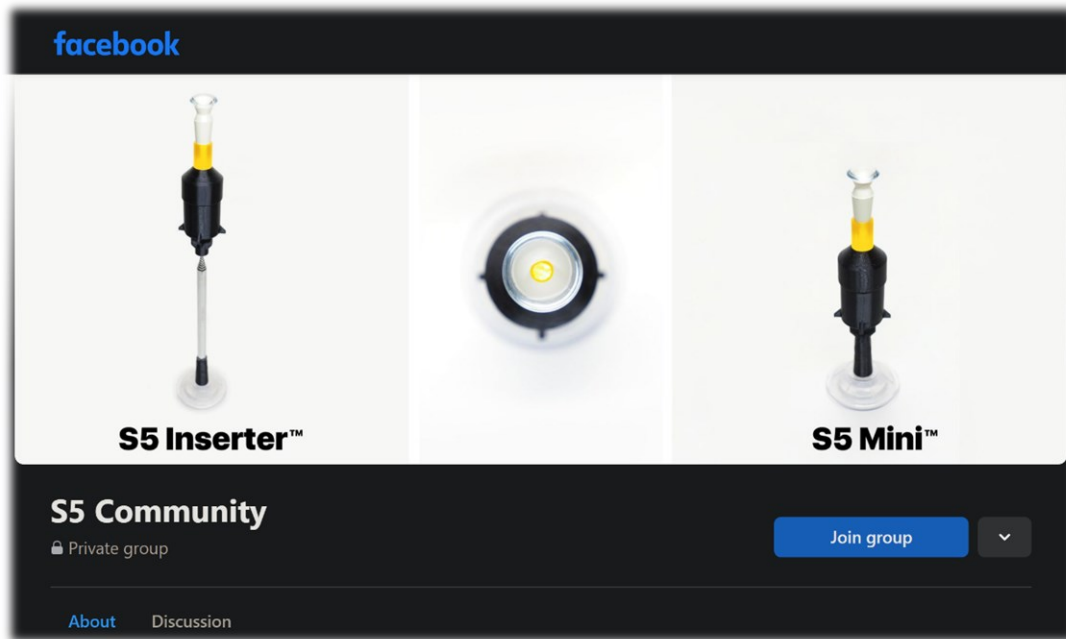 facebook
S5 Inserter™
S5 Mini™
S5 Community
Private group
Join group
About Discussion